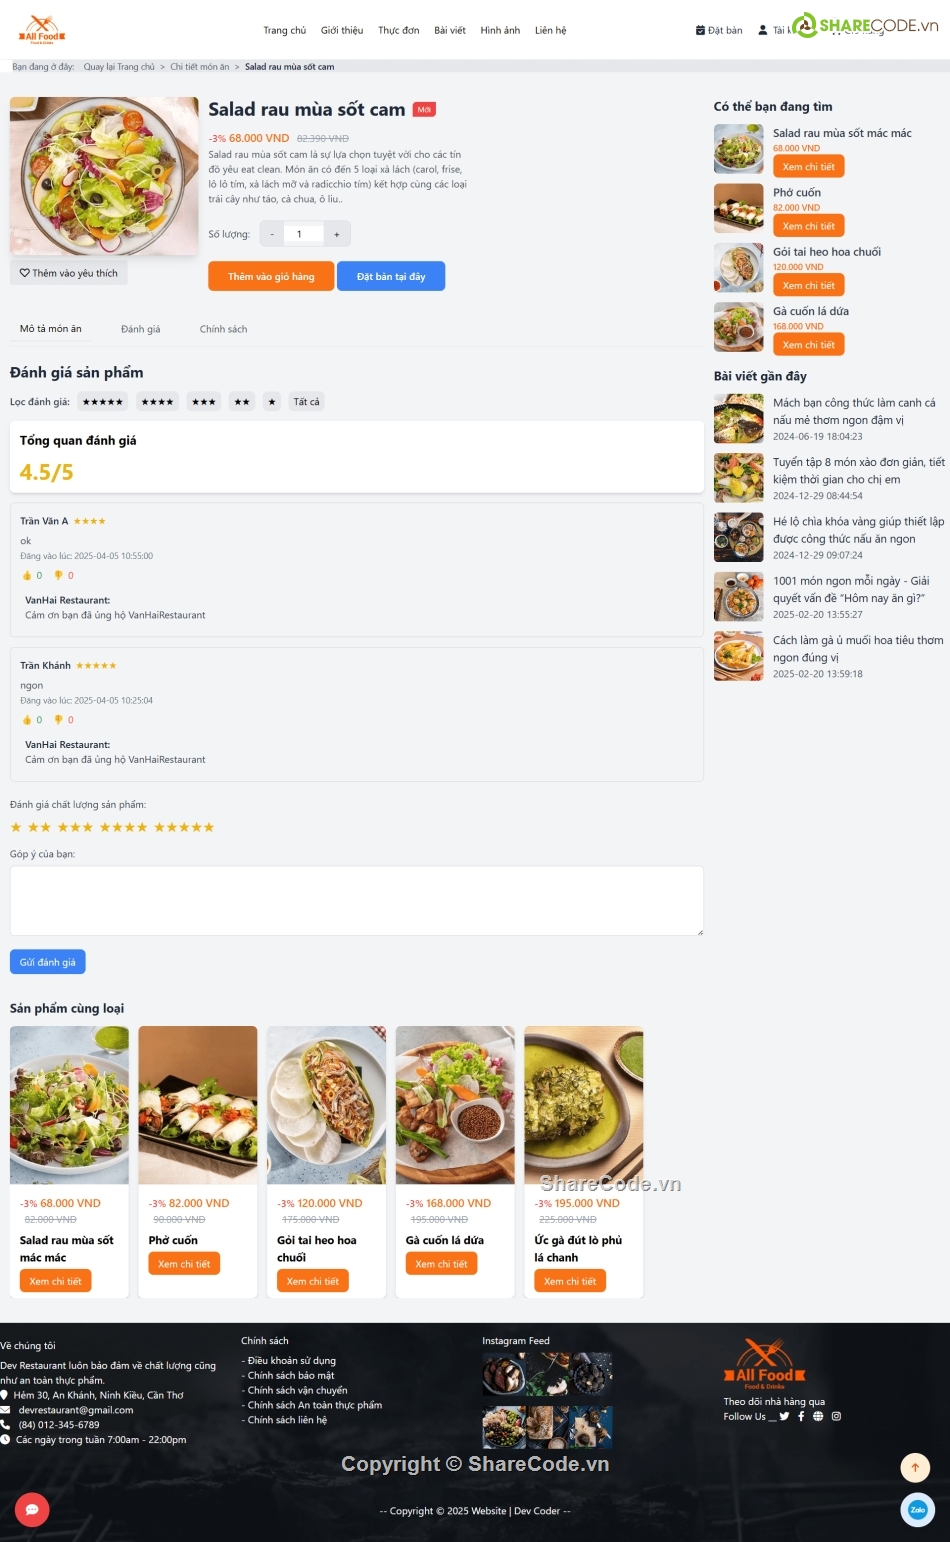 All Food
Food & Drinks
Trang chủ
Giới thiệu
Thực đơn
Bài viết
Hình ảnh
Liên hệ
Đặt bàn
SHARECODE.vn
Bạn đang ở đây: Quay lại Trang chủ > Chi tiết món ăn > Salad rau mùa sốt cam
Salad rau mùa sốt cam Mới
-3% 68.000 VND 82.390 VND
Salad rau mùa sốt cam là sự lựa chọn tuyệt vời cho các tín
đồ yêu eat clean. Món ăn có đến 5 loại xà lách (carol, frise,
lô lô tím, xà lách mỡ và radicchio tím) kết hợp cùng các loại
trái cây như táo, cà chua, ô liu..
Số lượng: - 1 +
Thêm vào yêu thích
Thêm vào giỏ hàng
Đặt bàn tại đây
Mô tả món ăn
Đánh giá
Chính sách
Đánh giá sản phẩm
Lọc đánh giá: ★★★★★ ★★★★ ★★★ ★★ ★ Tất cả
Tổng quan đánh giá
4.5/5
Trần Văn A ★★★★
ok
Đăng vào lúc: 2025-04-05 10:55:00
👍 0 👎 0
VanHai Restaurant:
Cảm ơn bạn đã ủng hộ VanHaiRestaurant
Trần Khánh ★★★★★
ngon
Đăng vào lúc: 2025-04-05 10:25:04
👍 0 👎 0
VanHai Restaurant:
Cảm ơn bạn đã ủng hộ VanHaiRestaurant
Đánh giá chất lượng sản phẩm:
★ ★★ ★★★ ★★★★ ★★★★★
Góp ý của bạn:
Gửi đánh giá
Có thể bạn đang tìm
Salad rau mùa sốt mác mác
68.000 VND
Xem chi tiết
Phở cuốn
82.000 VND
Xem chi tiết
Gỏi tai heo hoa chuối
120.000 VND
Xem chi tiết
Gà cuốn lá dứa
168.000 VND
Xem chi tiết
Bài viết gần đây
Mách bạn công thức làm canh cá
nấu mẻ thơm ngon đậm vị
2024-06-19 18:04:23
Tuyển tập 8 món xào đơn giản, tiết
kiệm thời gian cho chị em
2024-12-29 08:44:54
Hé lộ chìa khóa vàng giúp thiết lập
được công thức nấu ăn ngon
2024-12-29 09:07:24
1001 món ngon mỗi ngày - Giải
quyết vấn đề “Hôm nay ăn gì?”
2025-02-20 13:55:27
Cách làm gà ủ muối hoa tiêu thơm
ngon đúng vị
2025-02-20 13:59:18
Sản phẩm cùng loại
-3% 68.000 VND
82.000 VND
Salad rau mùa sốt
mác mác
Xem chi tiết
-3% 82.000 VND
90.000 VND
Phở cuốn
Xem chi tiết
-3% 120.000 VND
175.000 VND
Gỏi tai heo hoa
chuối
Xem chi tiết
-3% 168.000 VND
195.000 VND
Gà cuốn lá dứa
Xem chi tiết
ShareCode.vn
-3% 195.000 VND
225.000 VND
Ức gà đút lò phủ
lá chanh
Xem chi tiết
Về chúng tôi
Dev Restaurant luôn bảo đảm về chất lượng cũng
như an toàn thực phẩm.
Hẻm 30, An Khánh, Ninh Kiều, Cần Thơ
devrestaurant@gmail.com
(84) 012-345-6789
Các ngày trong tuần 7:00am - 22:00pm
Chính sách
- Điều khoản sử dụng
- Chính sách bảo mật
- Chính sách vận chuyển
- Chính sách An toàn thực phẩm
- Chính sách liên hệ
Instagram Feed
All Food
Food & Drinks
Theo dõi nhà hàng qua
Follow Us __
Copyright © ShareCode.vn
-- Copyright © 2025 Website | Dev Coder --
Zalo